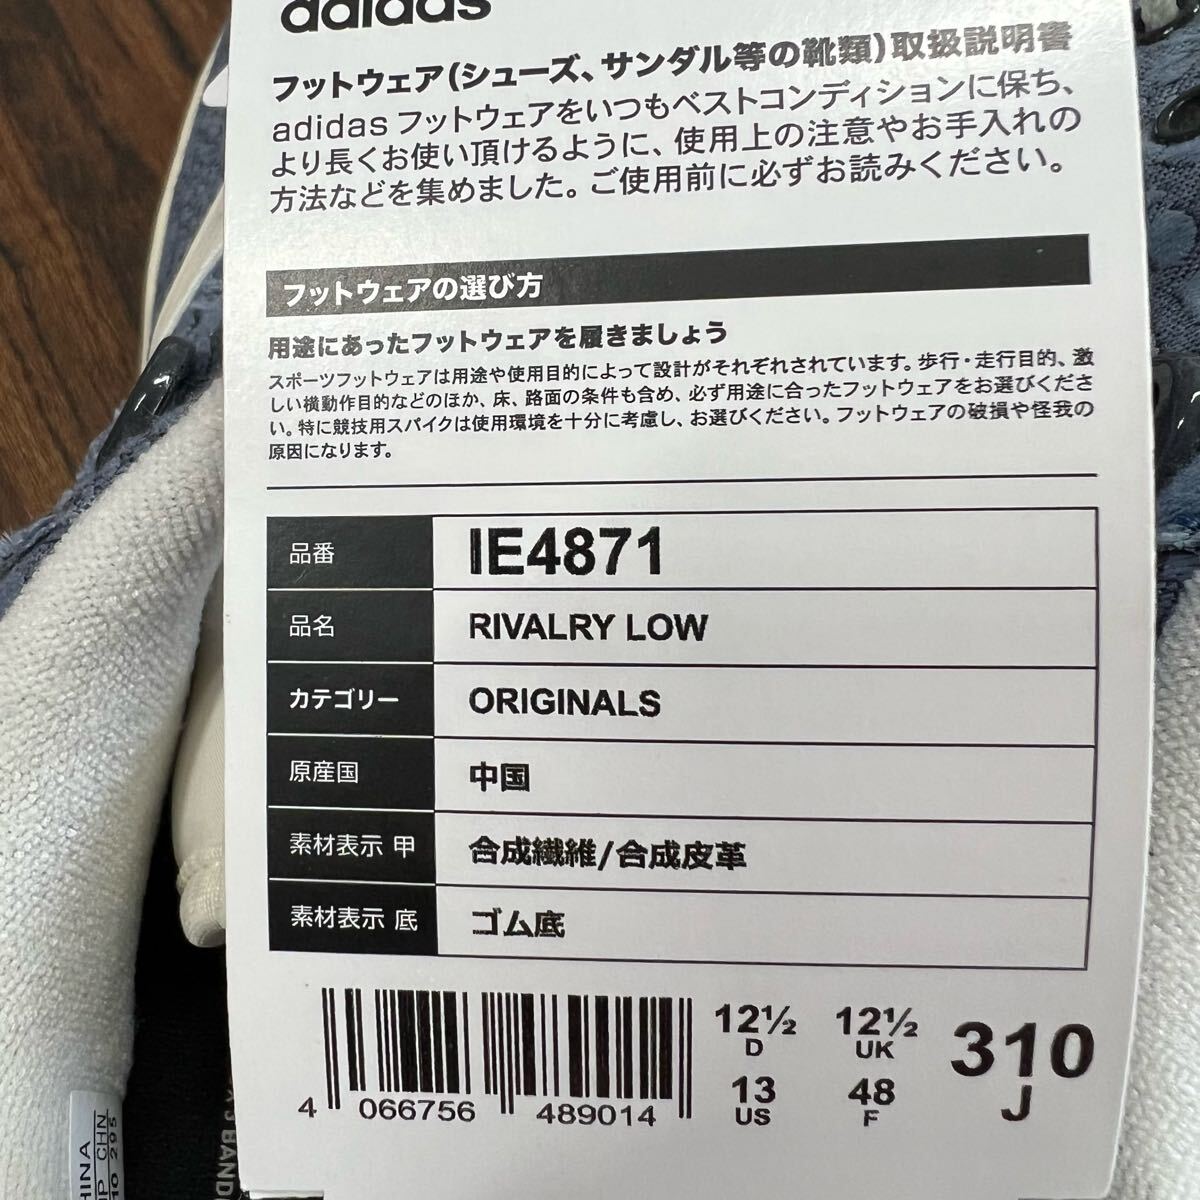 adidas
フットウェア(シューズ、サンダル等の靴類)取扱説明書
adidas フットウェアをいつもベストコンディションに保ち、
より長くお使い頂けるように、使用上の注意やお手入れの
方法などを集めました。ご使用前に必ずお読みください。
フットウェアの選び方
用途にあったフットウェアを履きましょう
スポーツフットウェアは用途や使用目的によって設計がそれぞれされています。歩行・走行目的、激
しい横動作目的などのほか、床、路面の条件も含め、必ず用途に合ったフットウェアをお選びくださ
い。特に競技用スパイクは使用環境を十分に考慮し、お選びください。フットウェアの破損や怪我の
原因になります。
品番 IE4871
品名 RIVALRY LOW
カテゴリー ORIGINALS
原産国 中国
素材表示 甲 合成繊維/合成皮革
素材表示 底 ゴム底
4 066756 489014
12½ D
12½ UK
13 US
48 F
310 J
CHN
295
BAND